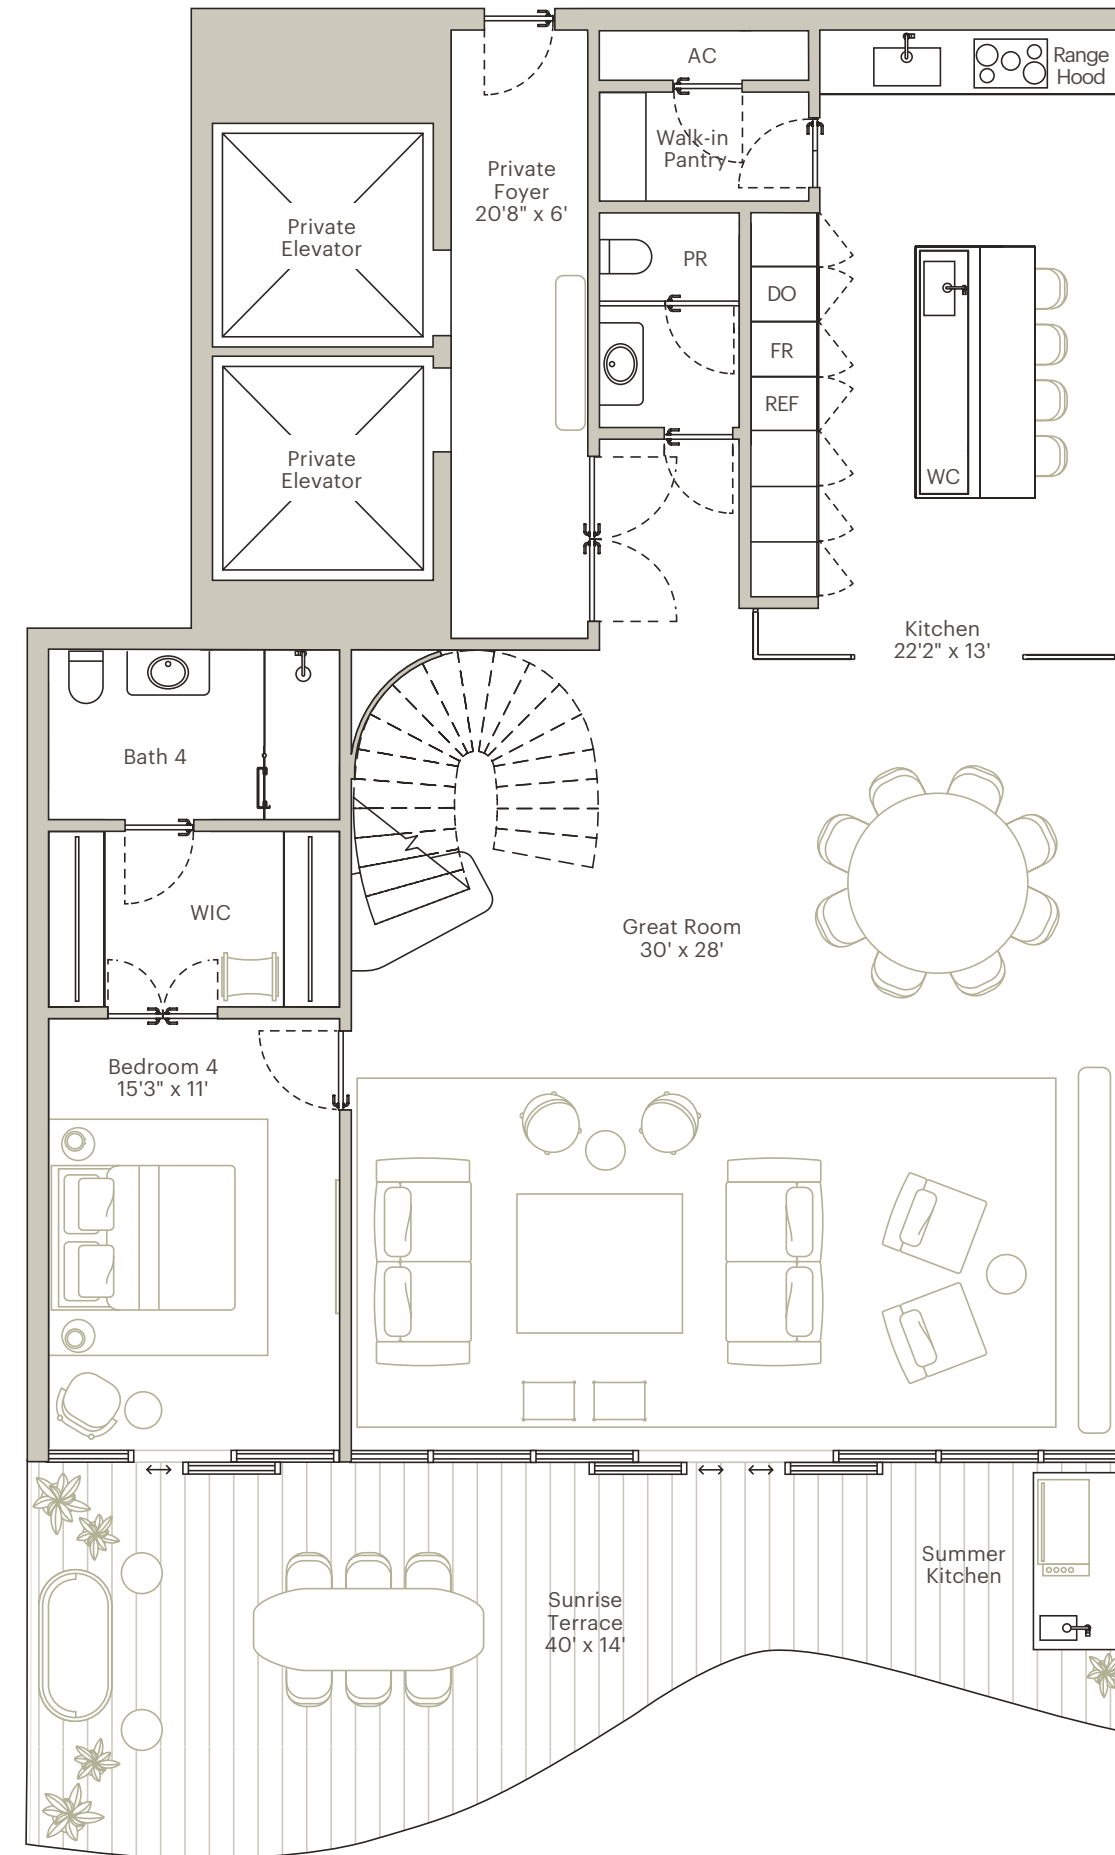 AC
Range
Hood
Walk-in
Pantry
Private
Foyer
20'8" x 6'
Private
Elevator
PR
DO
FR
REF
Private
Elevator
WC
Kitchen
22'2" x 13'
Bath 4
WIC
Great Room
30' x 28'
Bedroom 4
15'3" x 11'
Summer
Kitchen
Sunrise
Terrace
40' x 14'